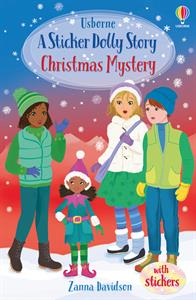 Usborne
A Sticker Dolly Story
Christmas Mystery
with
stickers
Zanna Davidson